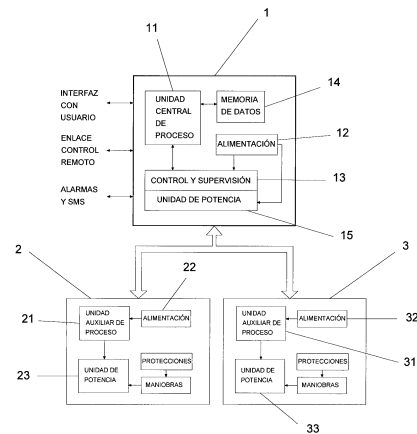 1
11
14
INTERFAZ
CON
USUARIO
UNIDAD
CENTRAL
DE
PROCESO
MEMORIA
DE DATOS
12
ENLACE
CONTROL
REMOTO
ALIMENTACIÓN
ALARMAS
Y SMS
CONTROL Y SUPERVISIÓN
13
UNIDAD DE POTENCIA
15
2
22
3
UNIDAD
AUXILIAR DE
PROCESO
ALIMENTACIÓN
21
UNIDAD
AUXILIAR DE
PROCESO
ALIMENTACIÓN
32
31
23
UNIDAD DE
POTENCIA
PROTECCIONES
MANIOBRAS
UNIDAD DE
POTENCIA
PROTECCIONES
MANIOBRAS
33